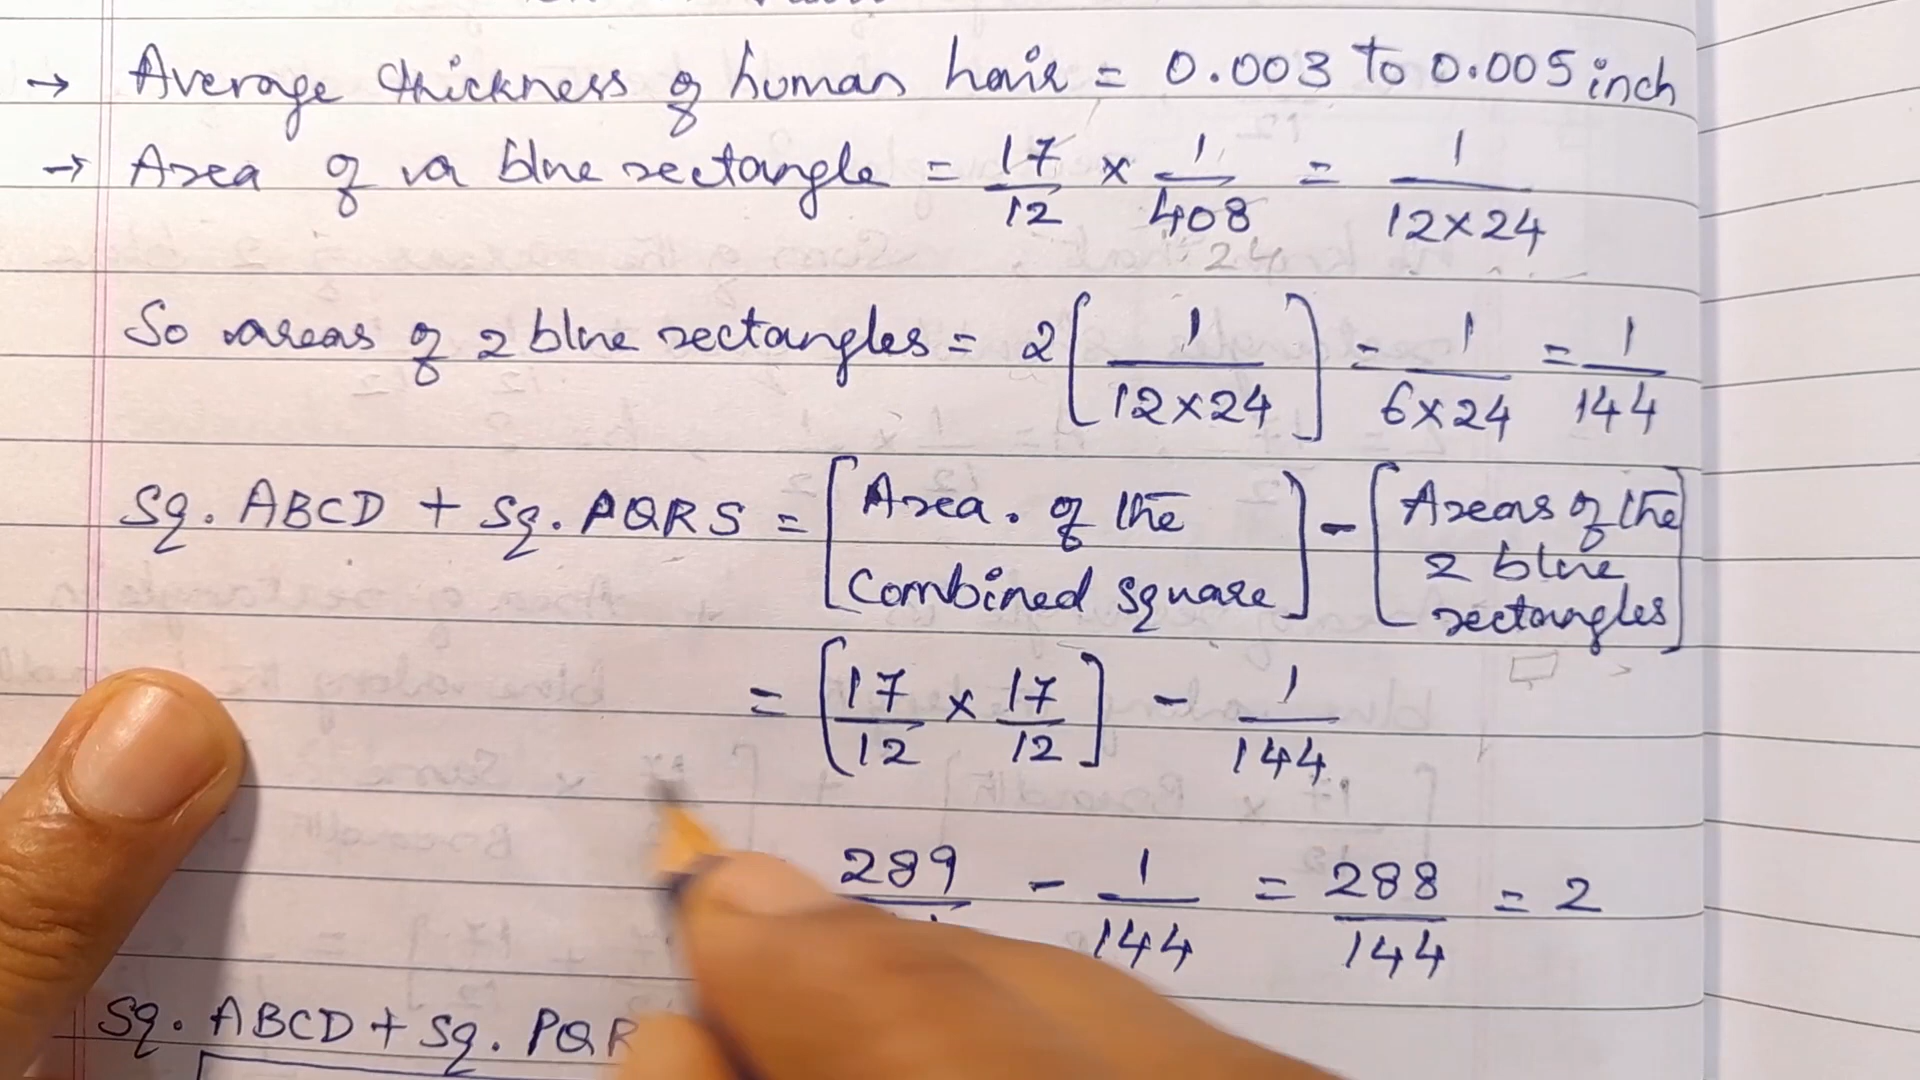 → Average thickness of human hair = 0.003 to 0.005 inch
→ Area of a blue rectangle = 17/12 × 1/408 = 1/(12×24)
24
So areas of 2 blue rectangles = 2[1/(12×24)] = 1/(6×24) = 1/144
Sq. ABCD + Sq. PQRS = [Area. of the Combined square] - [Areas of the 2 blue rectangles]
= [17/12 × 17/12] - 1/144
289 - 1/144 = 288/144 = 2
Sq. ABCD + Sq. PQR